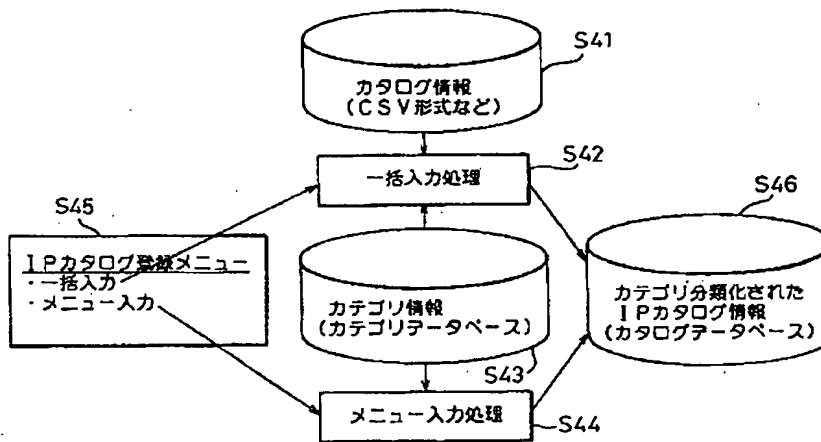 S41
カタログ情報
(CSV形式など)
S42
一括入力処理
S45
IPカタログ登録メニュー
・一括入力
・メニュー入力
カテゴリ情報
(カテゴリデータベース)
S43
メニュー入力処理
S44
S46
カテゴリ分類化された
IPカタログ情報
(カタログデータベース)